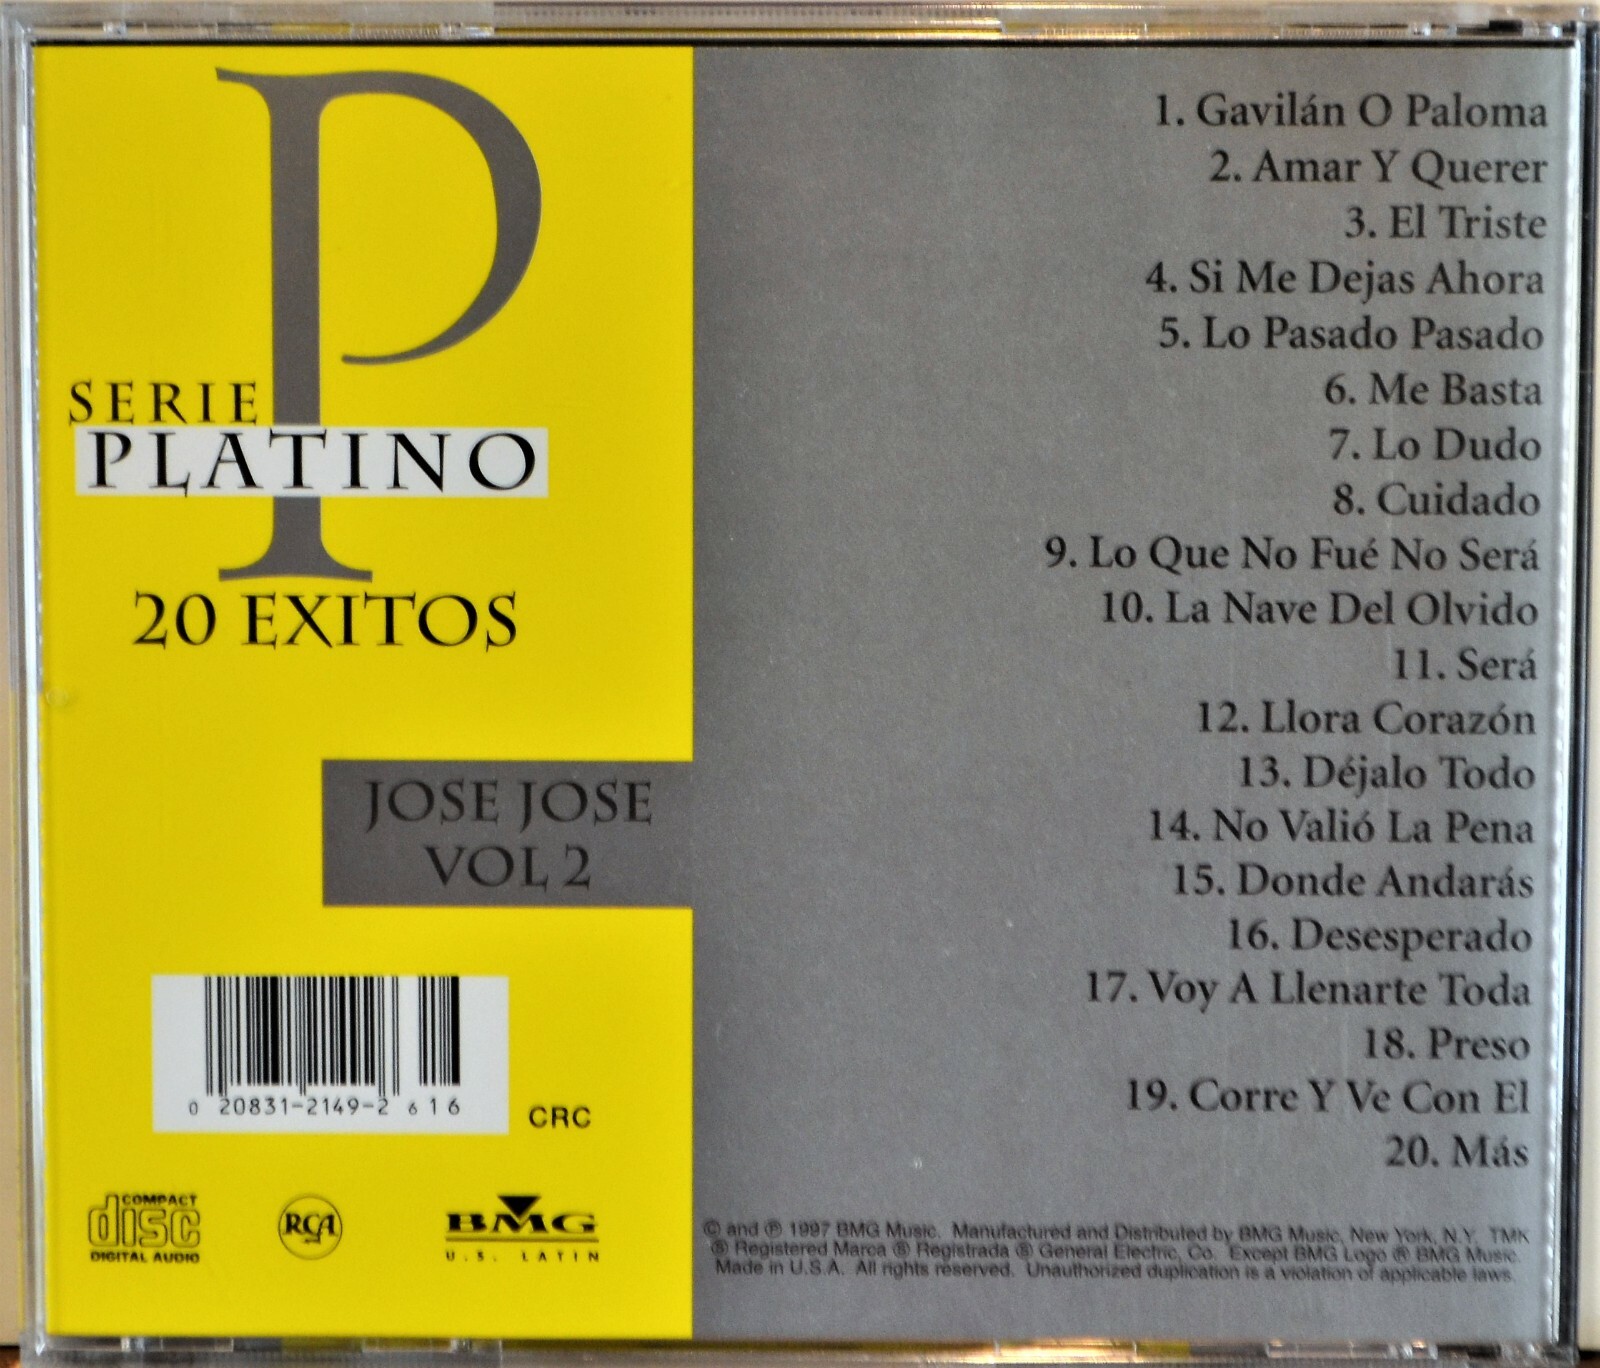 SERIE
PLATINO
20 EXITOS
JOSE JOSE
VOL 2
0 20831-2149-2 6 16
CRC
COMPACT
disc
DIGITAL AUDIO
RCA
BMG
U.S. LATIN
1. Gavilán O Paloma
2. Amar Y Querer
3. El Triste
4. Si Me Dejas Ahora
5. Lo Pasado Pasado
6. Me Basta
7. Lo Dudo
8. Cuidado
9. Lo Que No Fué No Será
10. La Nave Del Olvido
11. Será
12. Llora Corazón
13. Déjalo Todo
14. No Valió La Pena
15. Donde Andarás
16. Desesperado
17. Voy A Llenarte Toda
18. Preso
19. Corre Y Ve Con El
20. Más
© and ℗ 1997 BMG Music. Manufactured and Distributed by BMG Music, New York, N.Y. TMK
® Registered Marca ® Registrada ® General Electric, Co. Except BMG Logo ® BMG Music.
Made in U.S.A. All rights reserved. Unauthorized duplication is a violation of applicable laws.